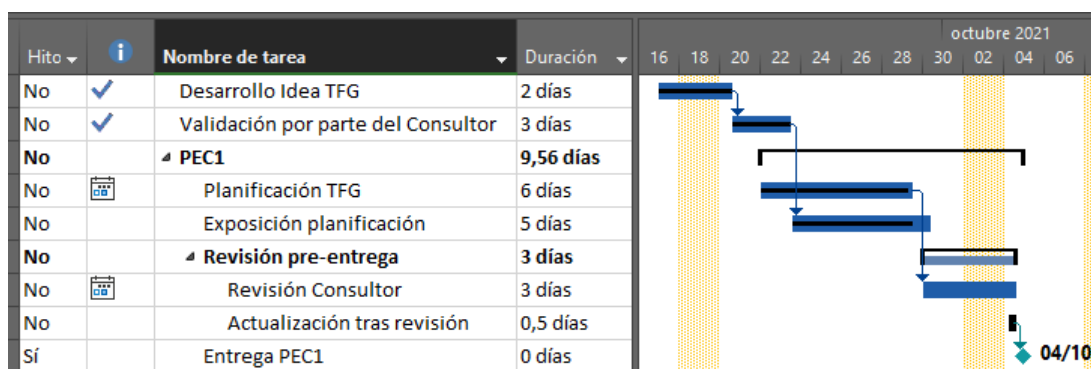 octubre 2021
Hito Nombre de tarea Duración 16 18 20 22 24 26 28 30 02 04 06
No Desarrollo Idea TFG 2 días
No Validación por parte del Consultor 3 días
No PEC1 9,56 días
No Planificación TFG 6 días
No Exposición planificación 5 días
No Revisión pre-entrega 3 días
No Revisión Consultor 3 días
No Actualización tras revisión 0,5 días
Sí Entrega PEC1 0 días 04/10